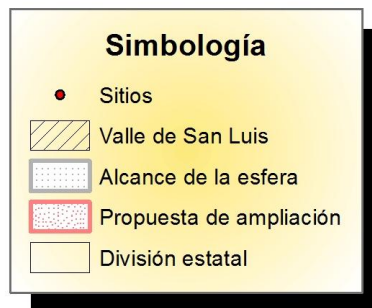 Simbología
Sitios
Valle de San Luis
Alcance de la esfera
Propuesta de ampliación
División estatal